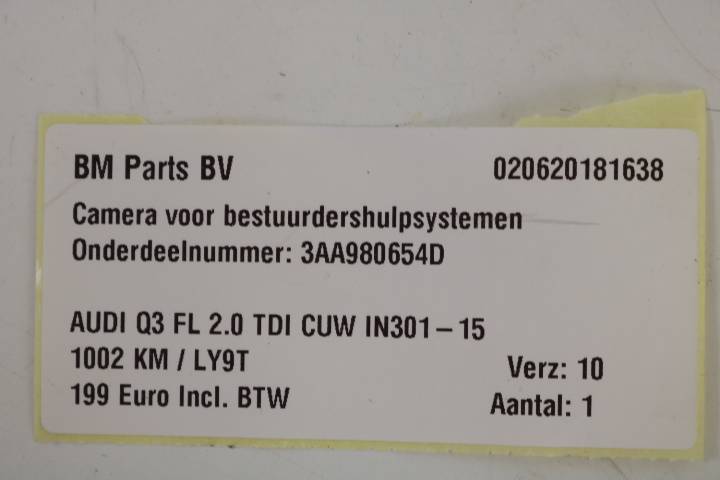 BM Parts BV 020620181638
Camera voor bestuurdershulpsystemen
Onderdeelnummer: 3AA980654D
AUDI Q3 FL 2.0 TDI CUW IN301-15
1002 KM / LY9T Verz: 10
199 Euro Incl. BTW Aantal: 1